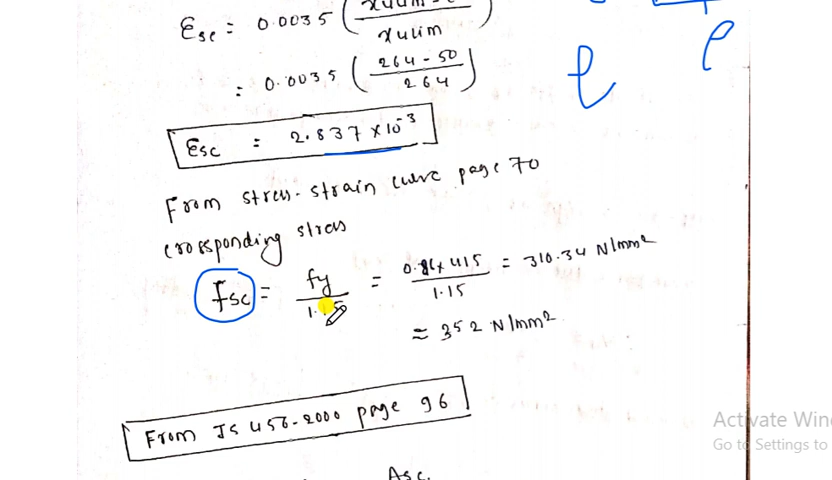 Esc = 0.0035 ( / xulim )
= 0.0035 ( 264 - 50 / 264 )
Esc = 2.837 × 10⁻³
From stress-strain curve page 70
crossponding stress
fsc = fy / 1.15 = 0.86 × 415 / 1.15 = 310.34 N/mm²
≈ 352 N/mm²
From IS 456-2000 page 96
Asc.
Activate Win
Go to Settings to